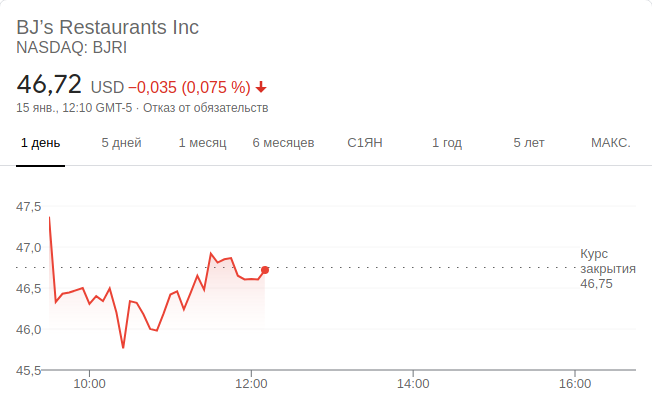 BJ’s Restaurants Inc
NASDAQ: BJRI
46,72 USD −0,035 (0,075 %)
15 янв., 12:10 GMT-5 · Отказ от обязательств
1 день 5 дней 1 месяц 6 месяцев С1ЯН 1 год 5 лет МАКС.
47,5
47,0
46,5
46,0
45,5
Курс
закрытия
46,75
10:00 12:00 14:00 16:00